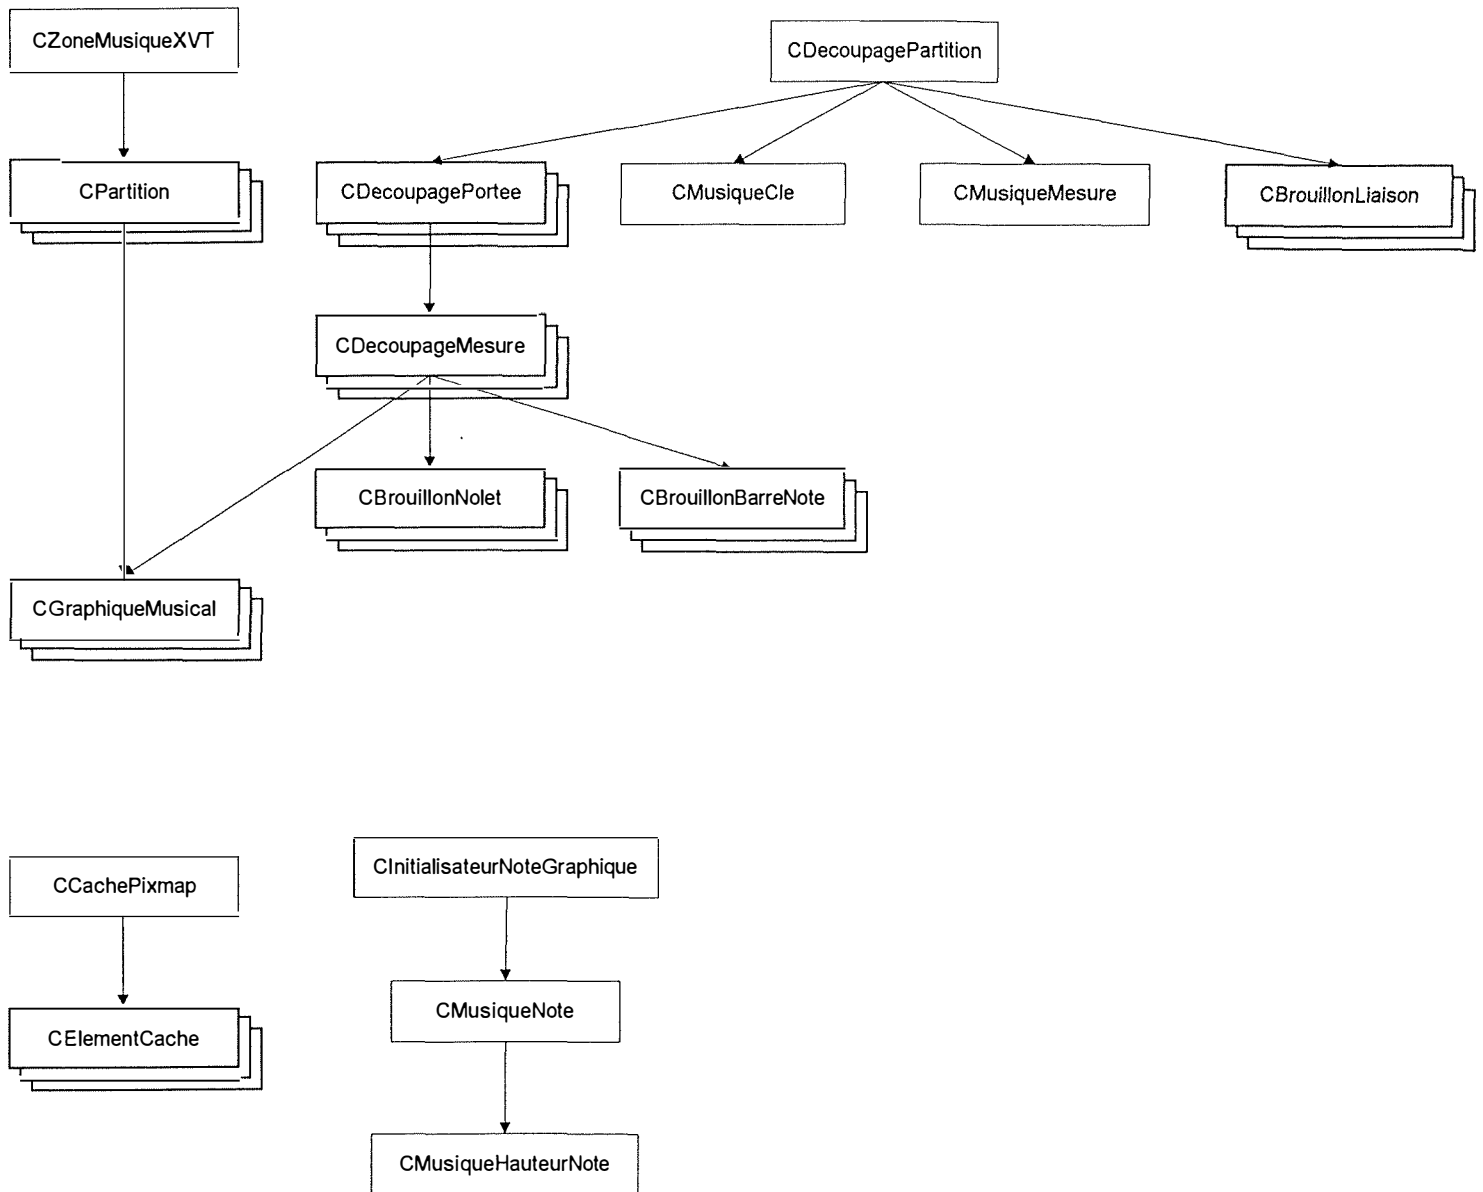 CZoneMusiqueXVT
CDecoupagePartition
CPartition
CDecoupagePortee
CMusiqueCle
CMusiqueMesure
CBrouillonLiaison
CDecoupageMesure
CBrouillonNolet
CBrouillonBarreNote
CGraphiqueMusical
CCachePixmap
CInitialisateurNoteGraphique
CMusiqueNote
CElementCache
CMusiqueHauteurNote